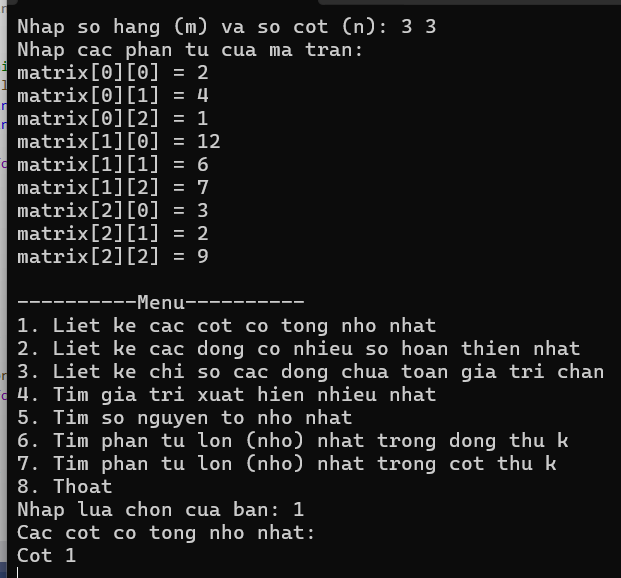 Nhap so hang (m) va so cot (n): 3 3
Nhap cac phan tu cua ma tran:
matrix[0][0] = 2
matrix[0][1] = 4
matrix[0][2] = 1
matrix[1][0] = 12
matrix[1][1] = 6
matrix[1][2] = 7
matrix[2][0] = 3
matrix[2][1] = 2
matrix[2][2] = 9
----------Menu----------
1. Liet ke cac cot co tong nho nhat
2. Liet ke cac dong co nhieu so hoan thien nhat
3. Liet ke chi so cac dong chua toan gia tri chan
4. Tim gia tri xuat hien nhieu nhat
5. Tim so nguyen to nho nhat
6. Tim phan tu lon (nho) nhat trong dong thu k
7. Tim phan tu lon (nho) nhat trong cot thu k
8. Thoat
Nhap lua chon cua ban: 1
Cac cot co tong nho nhat:
Cot 1